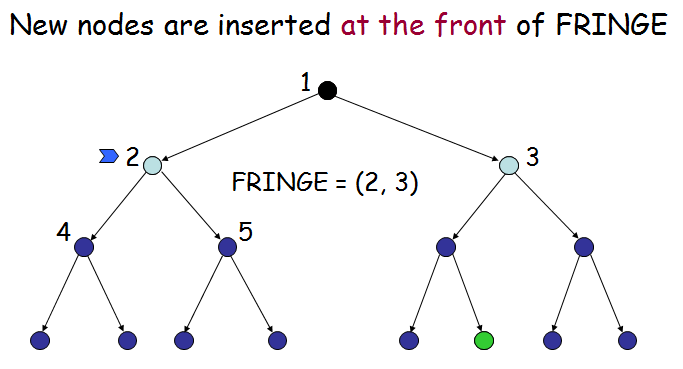 New nodes are inserted at the front of FRINGE
1
2
3
FRINGE = (2, 3)
4
5